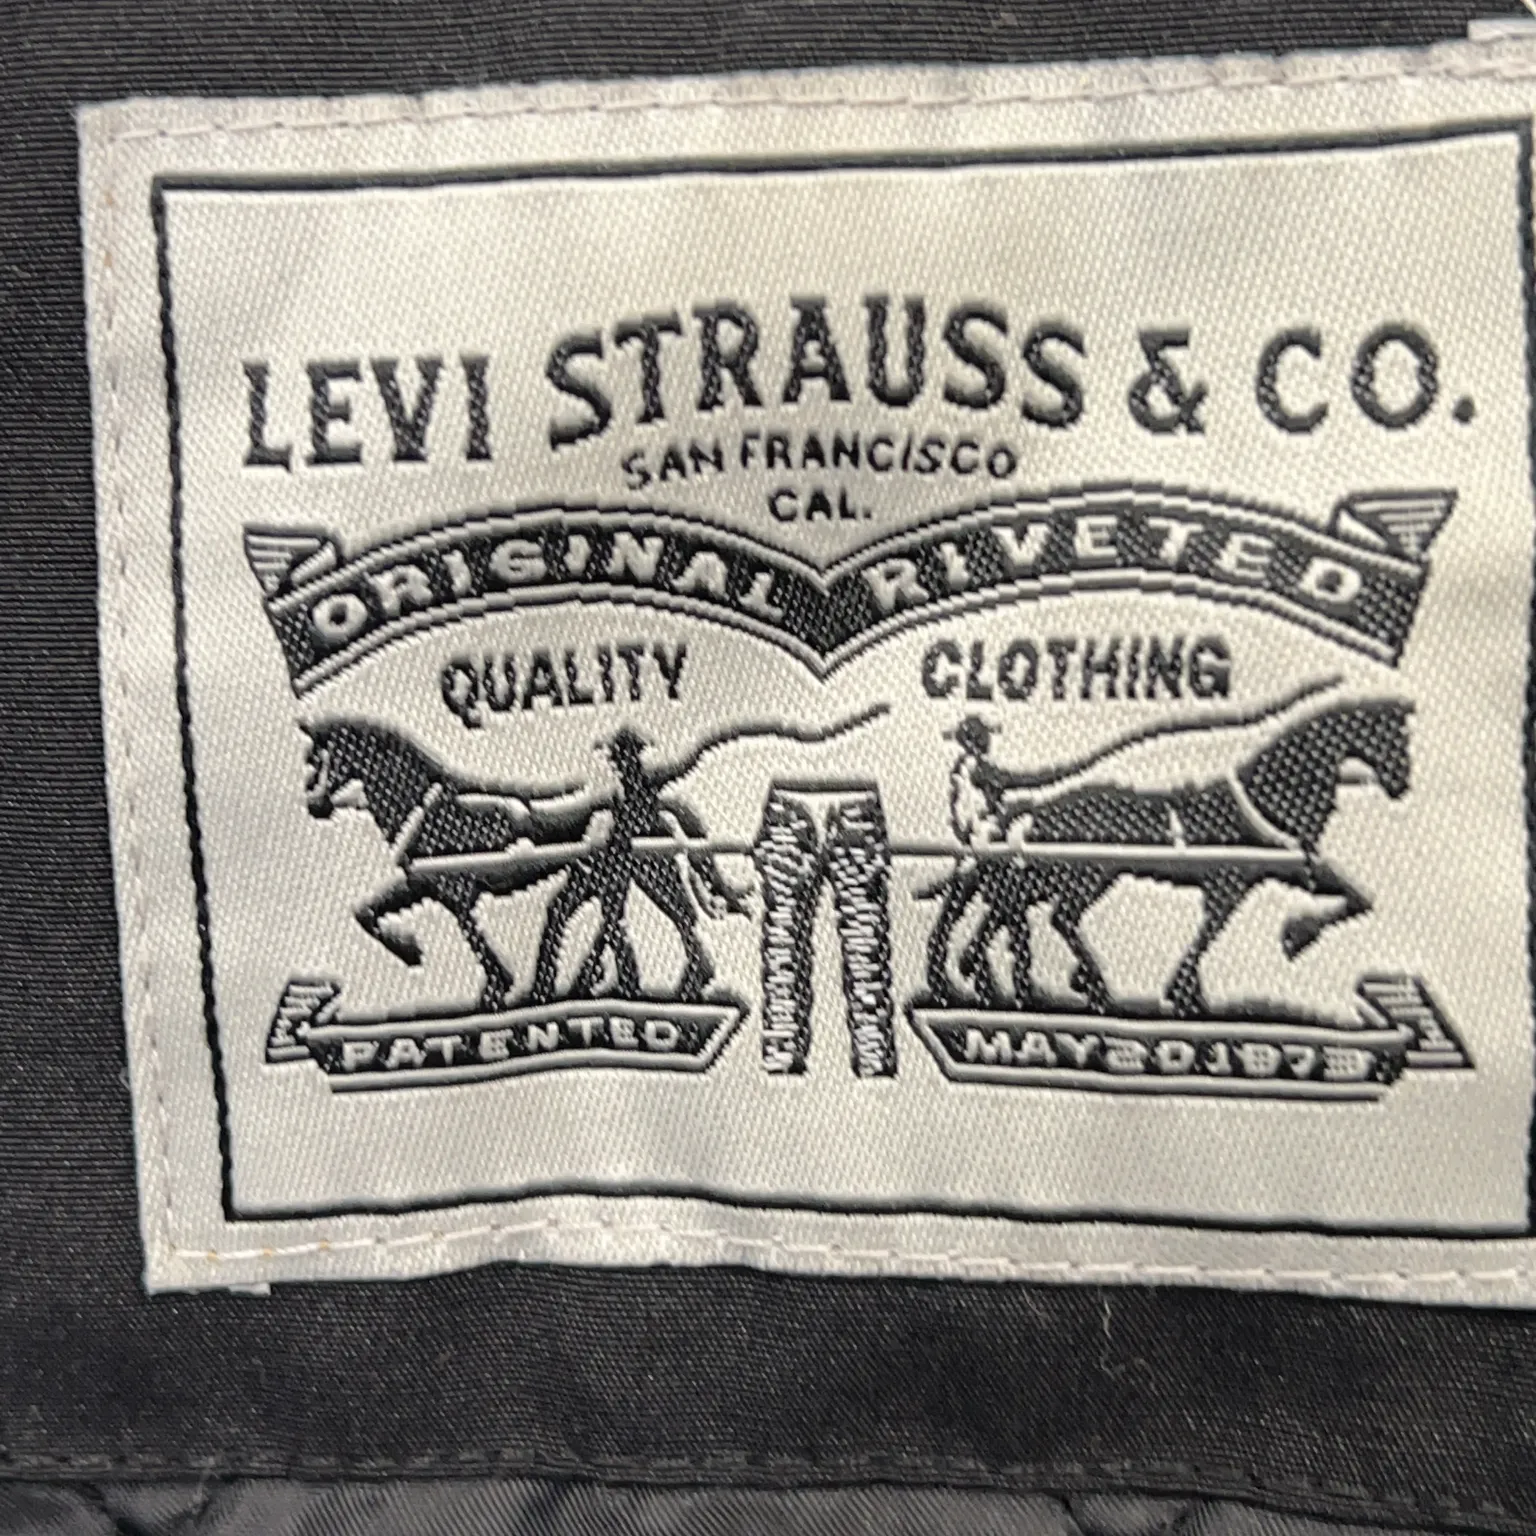 LEVI STRAUSS & CO.
SAN FRANCISCO
CAL.
ORIGINAL RIVETED
QUALITY CLOTHING
PATENTED MAY 20 1873